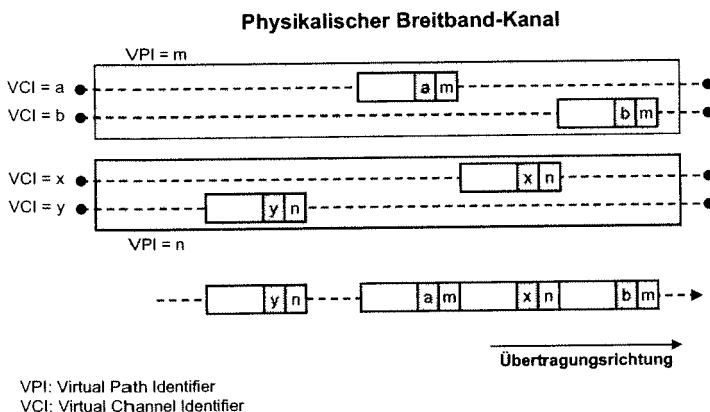 Physikalischer Breitband-Kanal
VPI = m
VCI = a
a m
VCI = b
b m
VCI = x
x n
VCI = y
y n
VPI = n
y n a m x n b m
Übertragungsrichtung
VPI: Virtual Path Identifier
VCI: Virtual Channel Identifier